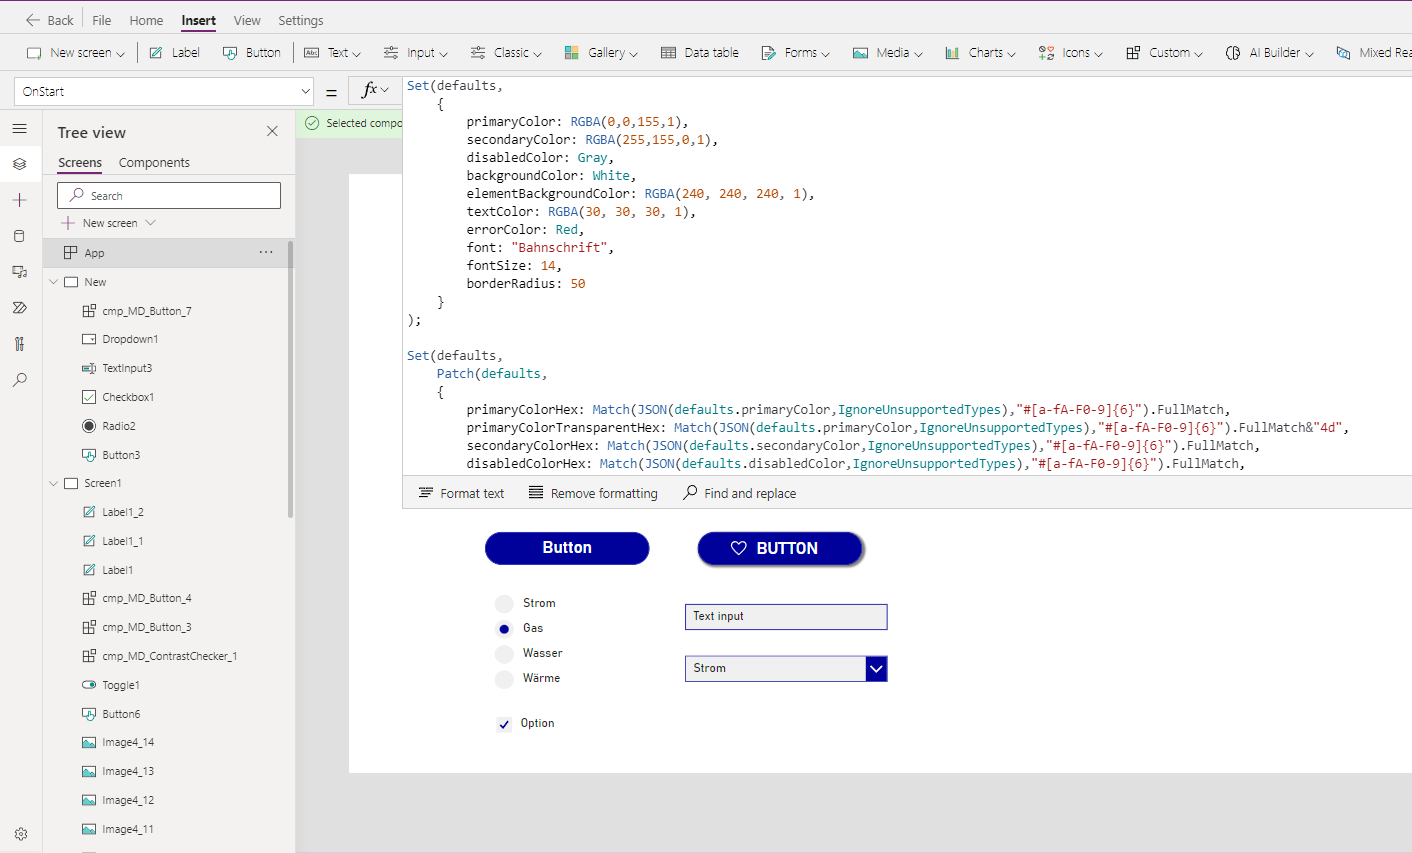 Back File Home Insert View Settings
New screen Label Button Text Input Classic Gallery Data table Forms Media Charts Icons Custom AI Builder Mixed Rea
OnStart = fx
Selected compo
Tree view
Screens Components
Search
New screen
App ...
New
cmp_MD_Button_7
Dropdown1
TextInput3
Checkbox1
Radio2
Button3
Screen1
Label1_2
Label1_1
Label1
cmp_MD_Button_4
cmp_MD_Button_3
cmp_MD_ContrastChecker_1
Toggle1
Button6
Image4_14
Image4_13
Image4_12
Image4_11
Set(defaults,
{
primaryColor: RGBA(0,0,155,1),
secondaryColor: RGBA(255,155,0,1),
disabledColor: Gray,
backgroundColor: White,
elementBackgroundColor: RGBA(240, 240, 240, 1),
textColor: RGBA(30, 30, 30, 1),
errorColor: Red,
font: "Bahnschrift",
fontSize: 14,
borderRadius: 50
}
);
Set(defaults,
Patch(defaults,
{
primaryColorHex: Match(JSON(defaults.primaryColor,IgnoreUnsupportedTypes),"#[a-fA-F0-9]{6}").FullMatch,
primaryColorTransparentHex: Match(JSON(defaults.primaryColor,IgnoreUnsupportedTypes),"#[a-fA-F0-9]{6}").FullMatch&"4d",
secondaryColorHex: Match(JSON(defaults.secondaryColor,IgnoreUnsupportedTypes),"#[a-fA-F0-9]{6}").FullMatch,
disabledColorHex: Match(JSON(defaults.disabledColor,IgnoreUnsupportedTypes),"#[a-fA-F0-9]{6}").FullMatch,
Format text Remove formatting Find and replace
Button BUTTON
Strom
Gas
Wasser
Wärme
Option
Text input
Strom